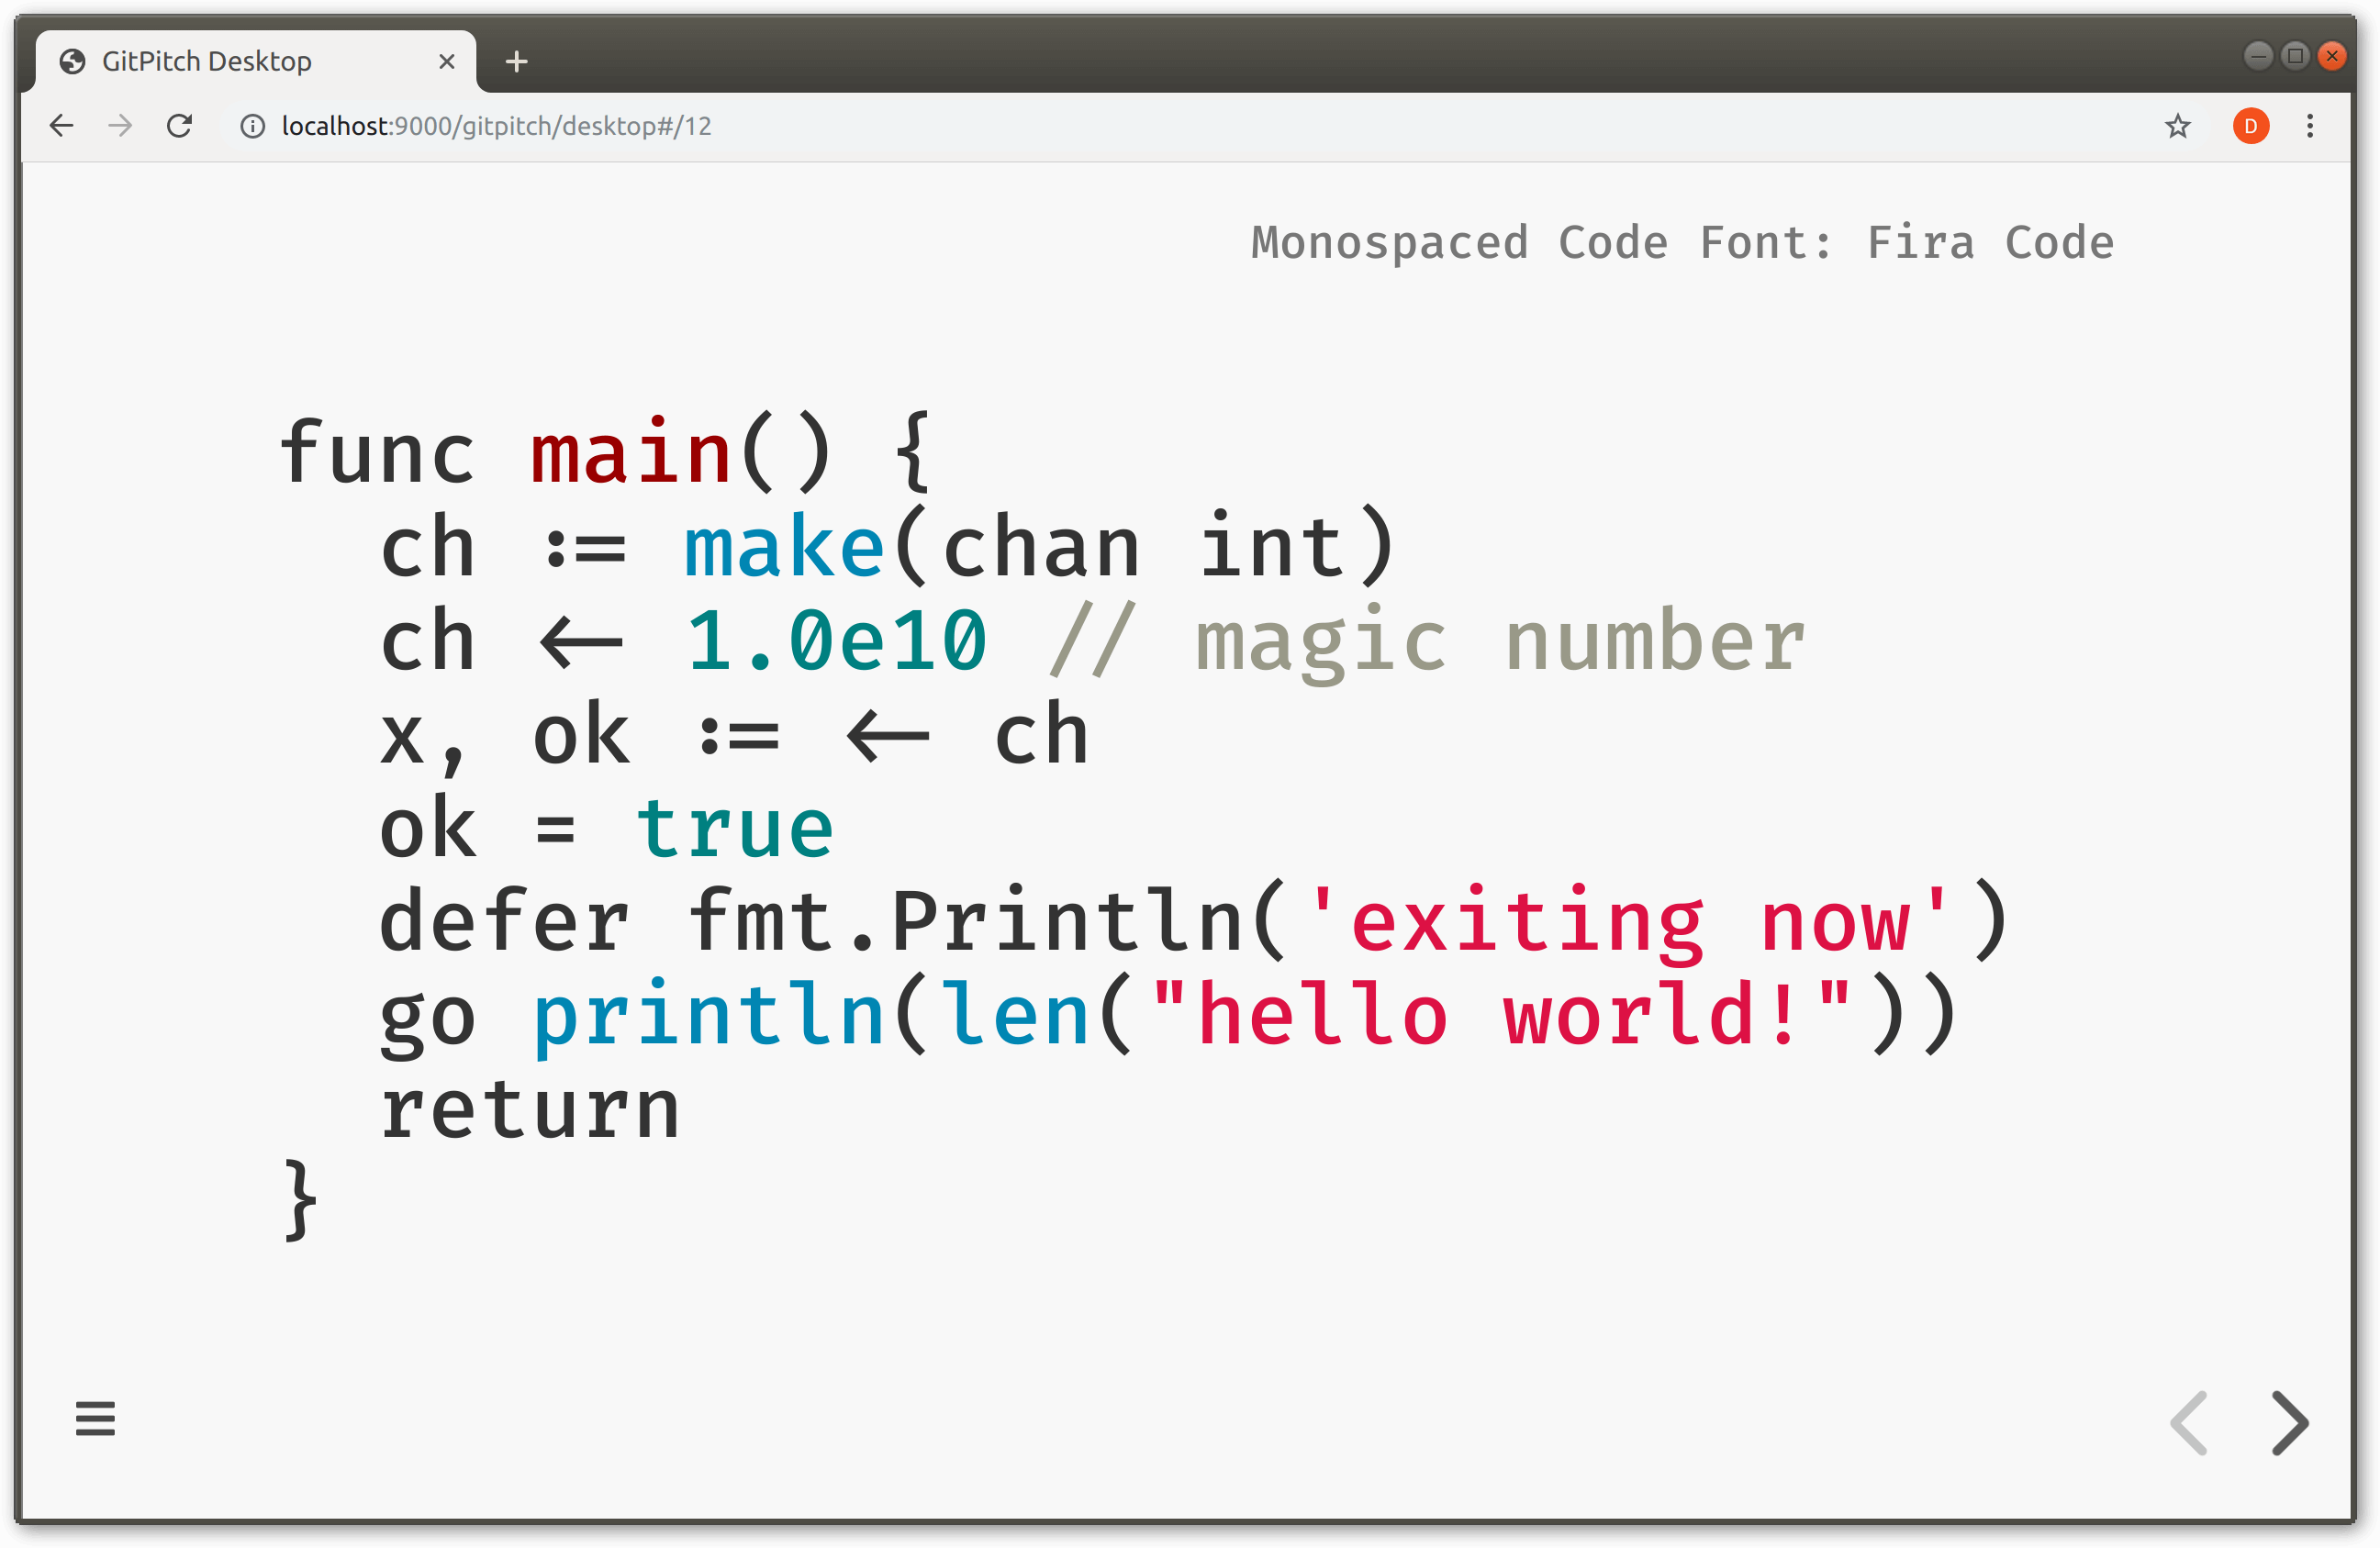 GitPitch Desktop
localhost:9000/gitpitch/desktop#/12
D
Monospaced Code Font: Fira Code
func main() {
  ch := make(chan int)
  ch <- 1.0e10 // magic number
  x, ok := <- ch
  ok = true
  defer fmt.Println('exiting now')
  go println(len("hello world!"))
  return
}